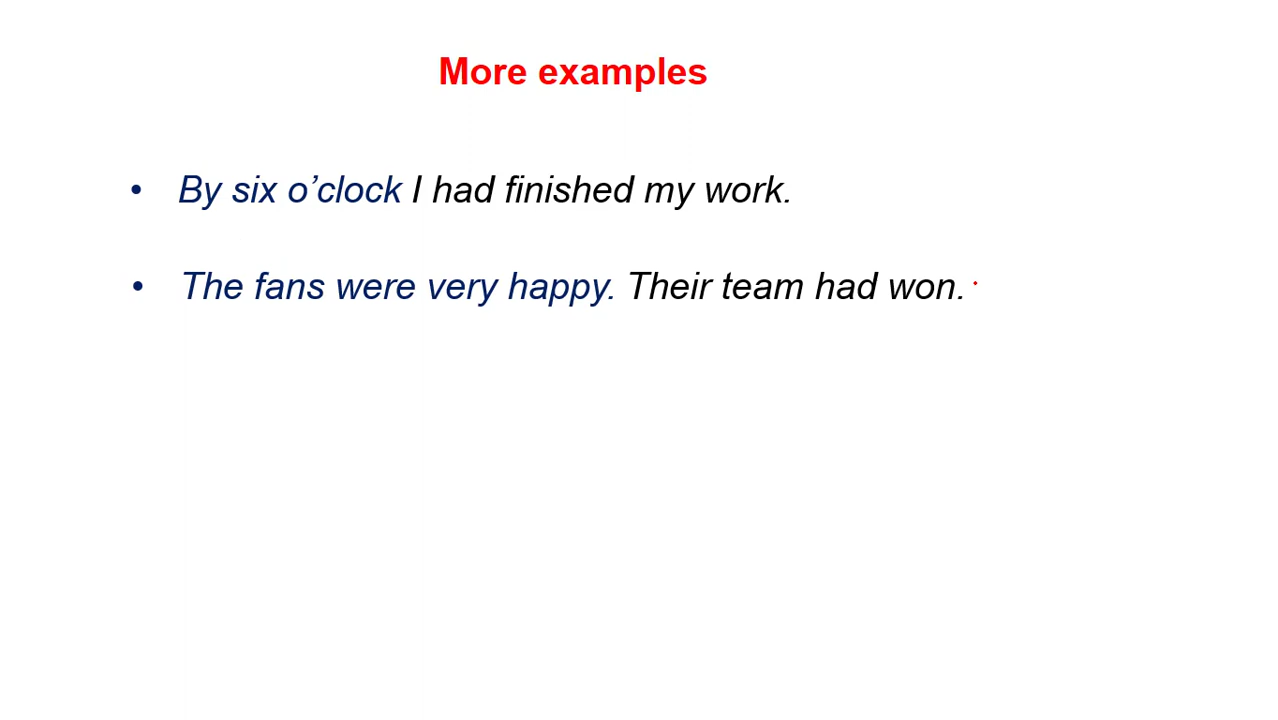 More examples
• By six o’clock I had finished my work.
• The fans were very happy. Their team had won.